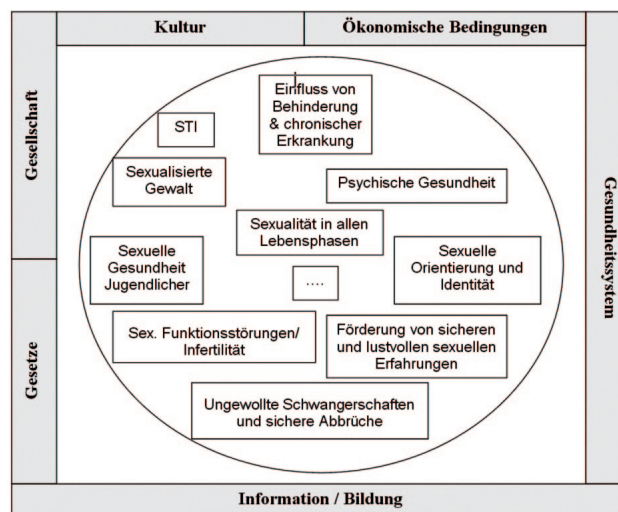 Kultur
Ökonomische Bedingungen
Gesellschaft
Gesetze
Gesundheitssystem
Einfluss von
Behinderung
& chronischer
Erkrankung
STI
Sexualisierte
Gewalt
Psychische Gesundheit
Sexualität in allen
Lebensphasen
Sexuelle
Gesundheit
Jugendlicher
....
Sexuelle
Orientierung und
Identität
Sex. Funktionsstörungen/
Infertilität
Förderung von sicheren
und lustvollen sexuellen
Erfahrungen
Ungewollte Schwangerschaften
und sichere Abbrüche
Information / Bildung